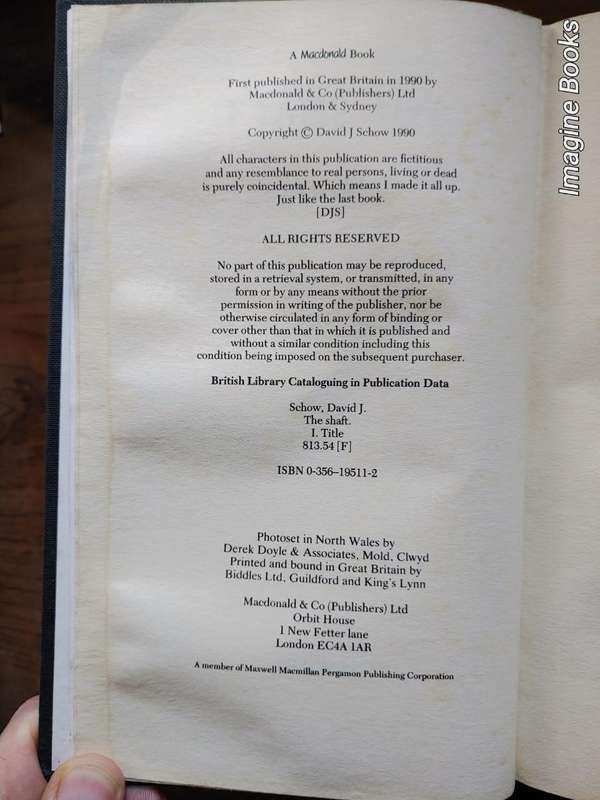 A Macdonald Book
First published in Great Britain in 1990 by
Macdonald & Co (Publishers) Ltd
London & Sydney
Copyright © David J Schow 1990
All characters in this publication are fictitious
and any resemblance to real persons, living or dead
is purely coincidental. Which means I made it all up.
Just like the last book.
[DJS]
ALL RIGHTS RESERVED
No part of this publication may be reproduced,
stored in a retrieval system, or transmitted, in any
form or by any means without the prior
permission in writing of the publisher, nor be
otherwise circulated in any form of binding or
cover other than that in which it is published and
without a similar condition including this
condition being imposed on the subsequent purchaser.
British Library Cataloguing in Publication Data
Schow, David J.
The shaft.
I. Title
813.54 [F]
ISBN 0-356-19511-2
Photoset in North Wales by
Derek Doyle & Associates, Mold, Clwyd
Printed and bound in Great Britain by
Biddles Ltd, Guildford and King's Lynn
Macdonald & Co (Publishers) Ltd
Orbit House
1 New Fetter lane
London EC4A 1AR
A member of Maxwell Macmillan Pergamon Publishing Corporation
Imagine Books